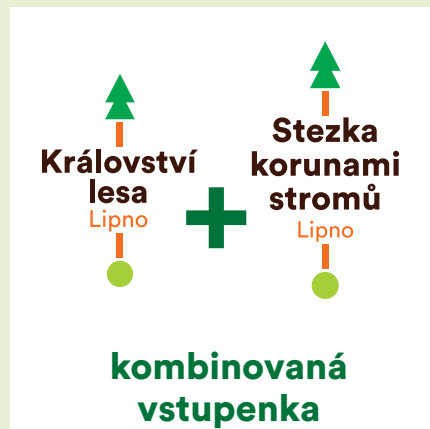 Království
lesa
Lipno
+
Stezka
korunami
stromů
Lipno
kombinovaná
vstupenka